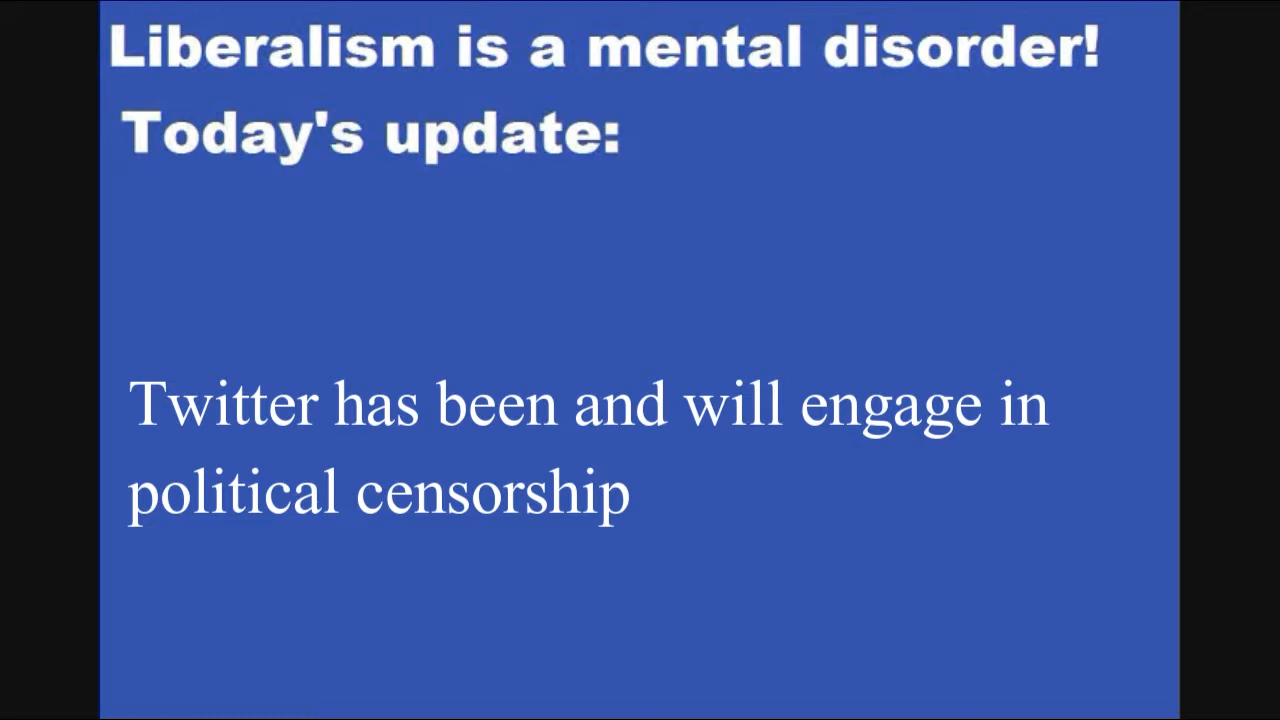 Liberalism is a mental disorder!
Today's update:
Twitter has been and will engage in
political censorship